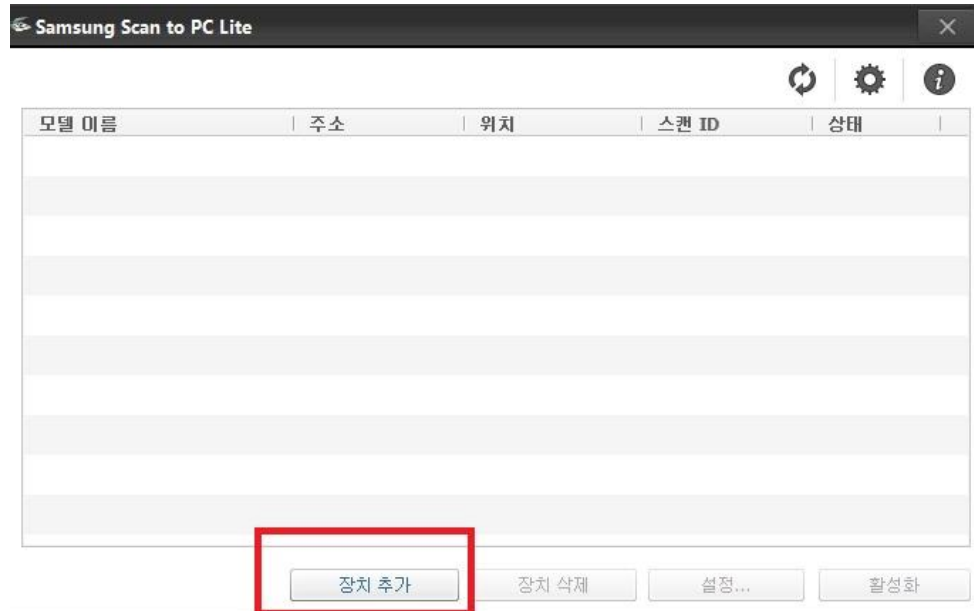 Samsung Scan to PC Lite
모델 이름 주소 위치 스캔 ID 상태
장치 추가 장치 삭제 설정... 활성화